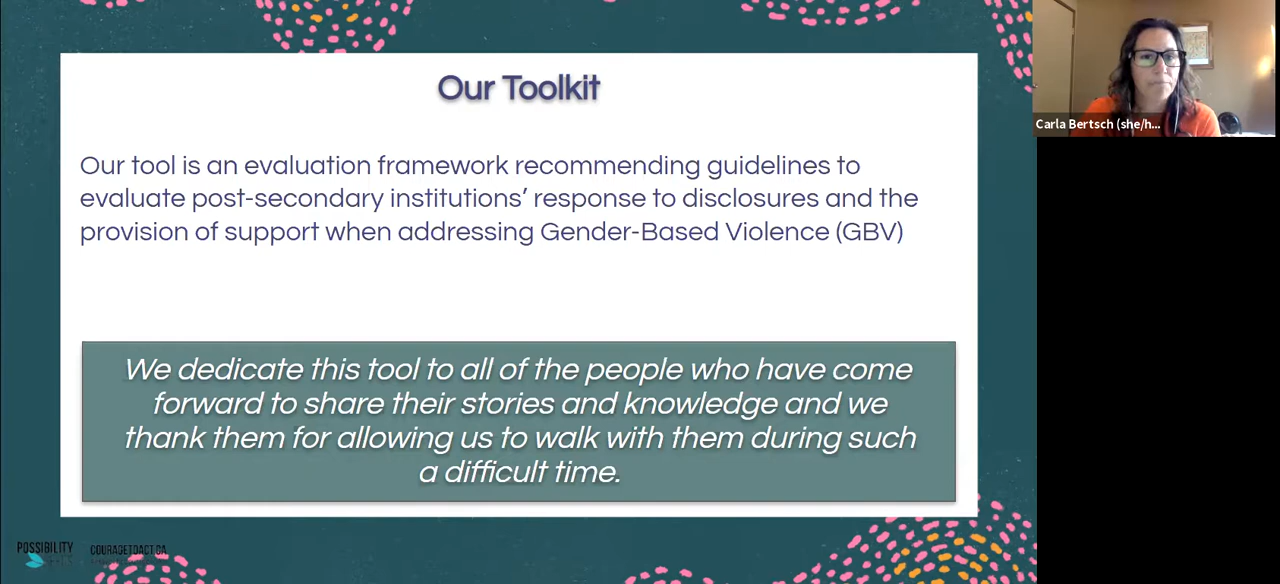 Our Toolkit
Our tool is an evaluation framework recommending guidelines to
evaluate post-secondary institutions’ response to disclosures and the
provision of support when addressing Gender-Based Violence (GBV)
We dedicate this tool to all of the people who have come
forward to share their stories and knowledge and we
thank them for allowing us to walk with them during such
a difficult time.
Carla Bertsch (she/h...
POSSIBILITY
COURAGETOACT.CA